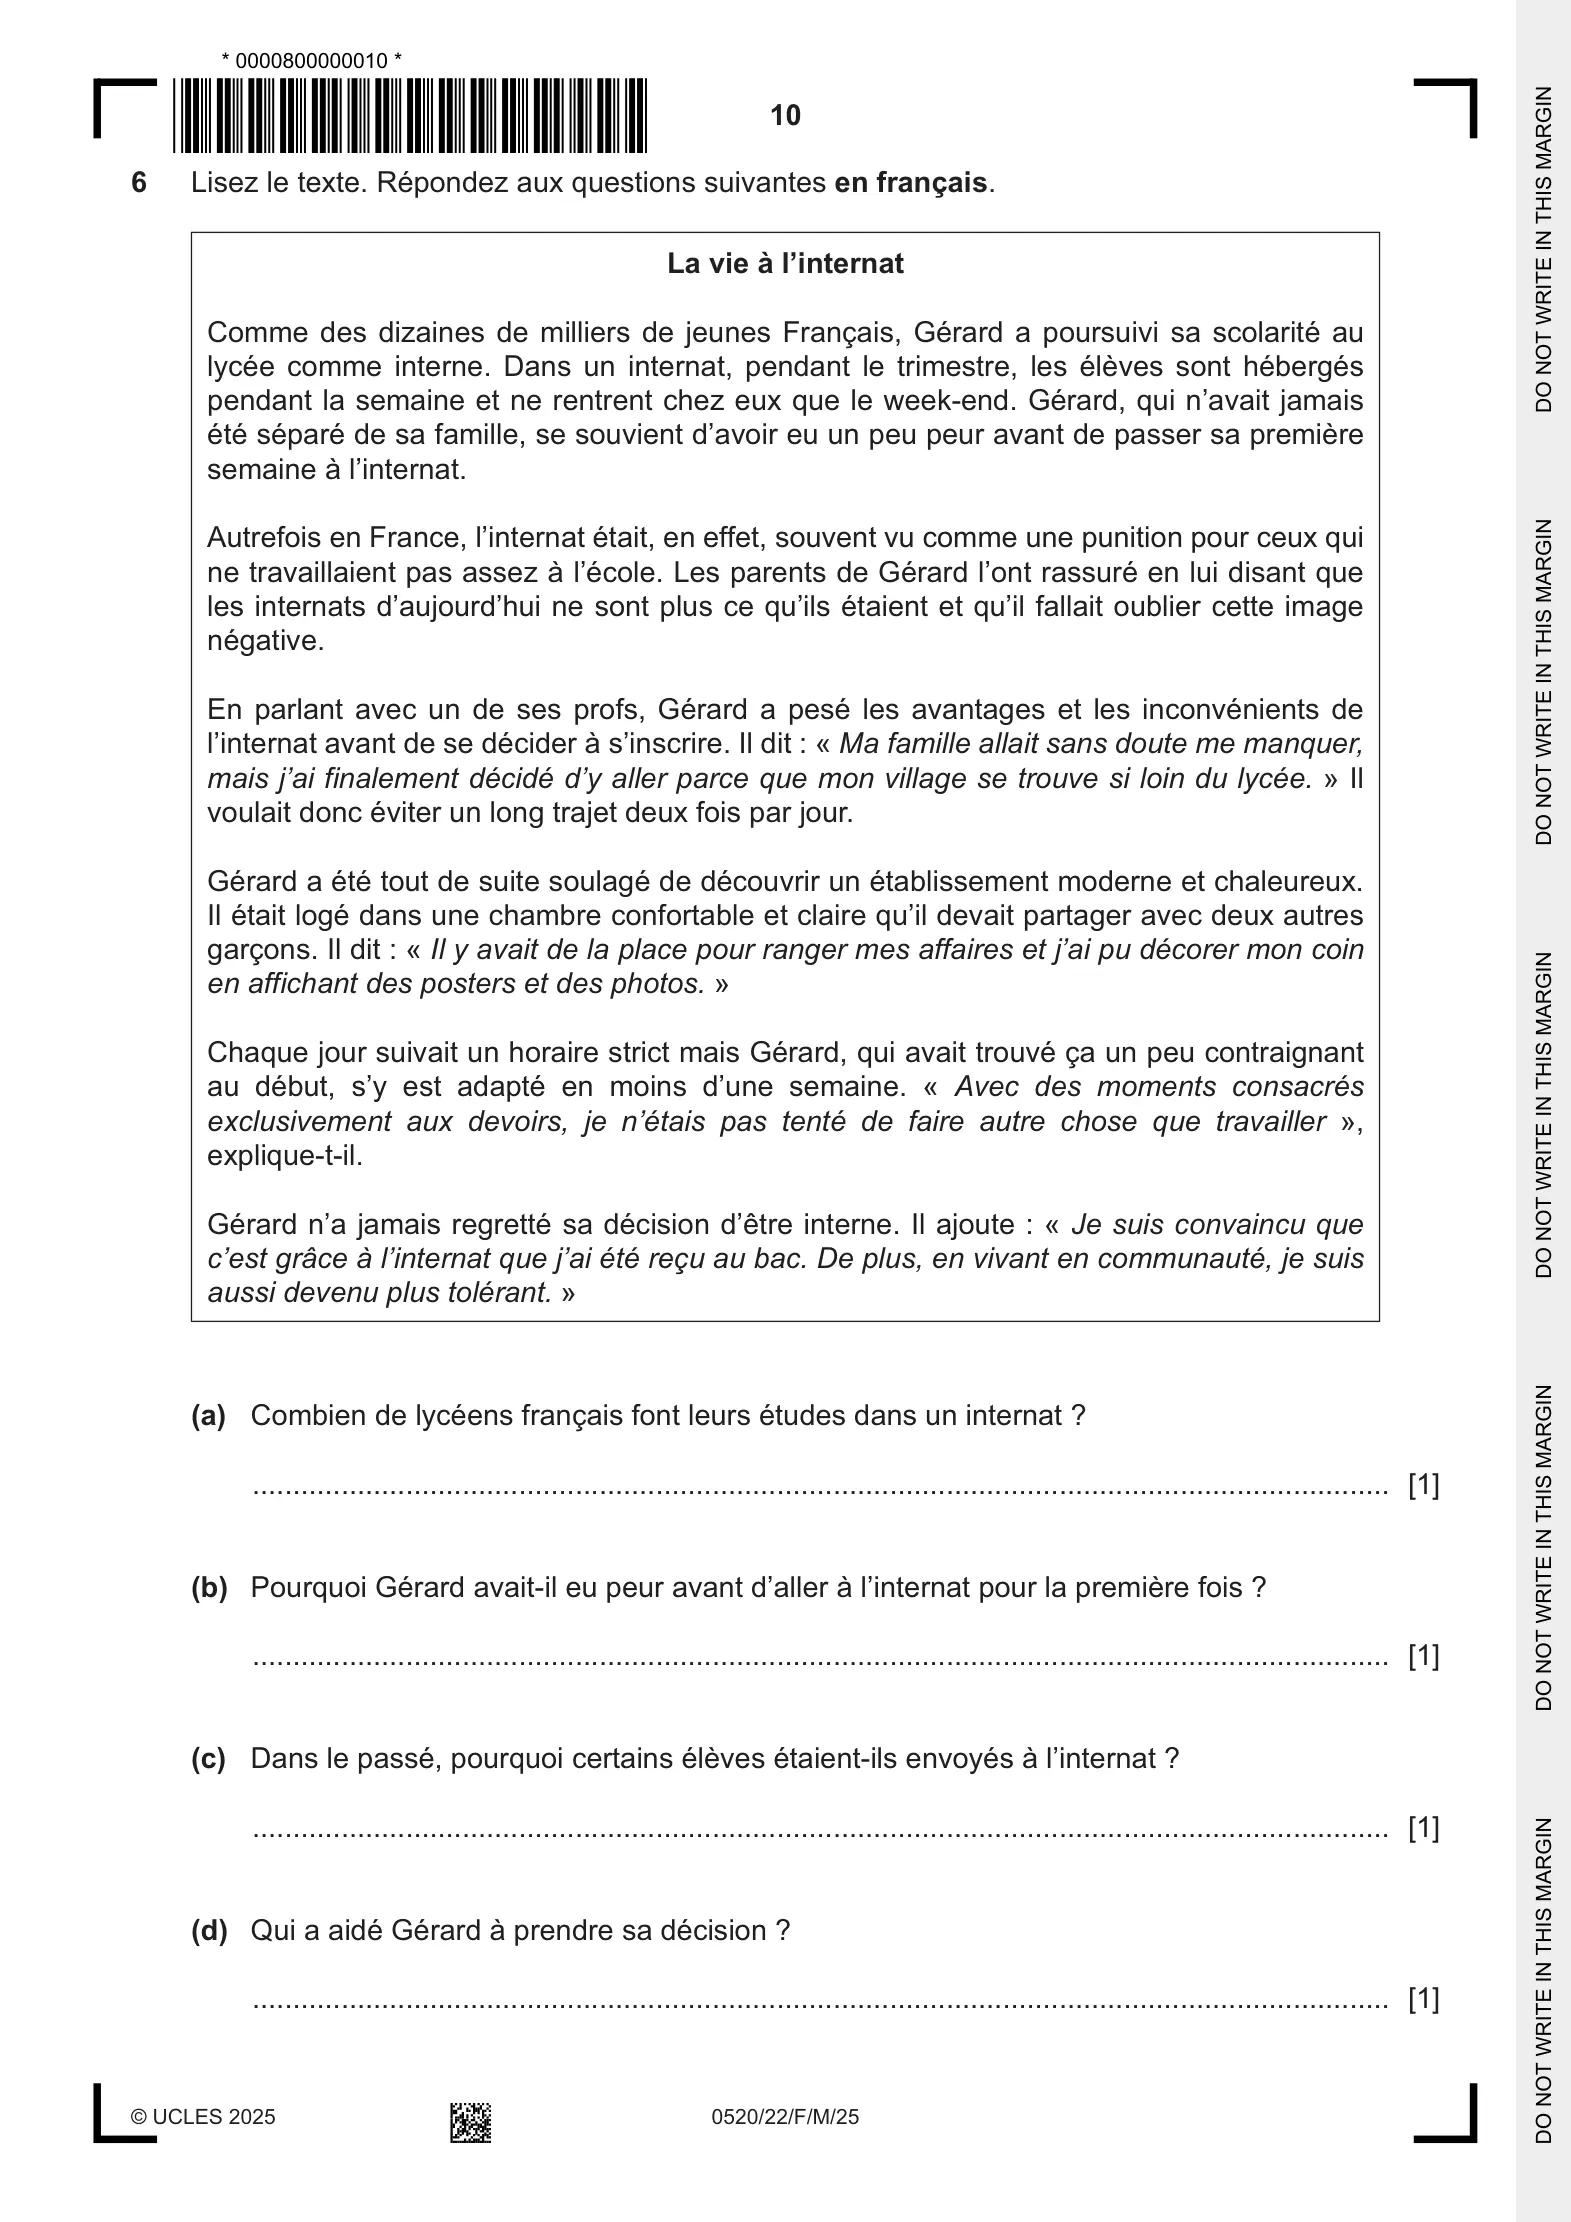 * 0000800000010 *
10
6 Lisez le texte. Répondez aux questions suivantes en français.
La vie à l’internat
Comme des dizaines de milliers de jeunes Français, Gérard a poursuivi sa scolarité au
lycée comme interne. Dans un internat, pendant le trimestre, les élèves sont hébergés
pendant la semaine et ne rentrent chez eux que le week-end. Gérard, qui n’avait jamais
été séparé de sa famille, se souvient d’avoir eu un peu peur avant de passer sa première
semaine à l’internat.
Autrefois en France, l’internat était, en effet, souvent vu comme une punition pour ceux qui
ne travaillaient pas assez à l’école. Les parents de Gérard l’ont rassuré en lui disant que
les internats d’aujourd’hui ne sont plus ce qu’ils étaient et qu’il fallait oublier cette image
négative.
En parlant avec un de ses profs, Gérard a pesé les avantages et les inconvénients de
l’internat avant de se décider à s’inscrire. Il dit : « Ma famille allait sans doute me manquer,
mais j’ai finalement décidé d’y aller parce que mon village se trouve si loin du lycée. » Il
voulait donc éviter un long trajet deux fois par jour.
Gérard a été tout de suite soulagé de découvrir un établissement moderne et chaleureux.
Il était logé dans une chambre confortable et claire qu’il devait partager avec deux autres
garçons. Il dit : « Il y avait de la place pour ranger mes affaires et j’ai pu décorer mon coin
en affichant des posters et des photos. »
Chaque jour suivait un horaire strict mais Gérard, qui avait trouvé ça un peu contraignant
au début, s’y est adapté en moins d’une semaine. « Avec des moments consacrés
exclusivement aux devoirs, je n’étais pas tenté de faire autre chose que travailler »,
explique-t-il.
Gérard n’a jamais regretté sa décision d’être interne. Il ajoute : « Je suis convaincu que
c’est grâce à l’internat que j’ai été reçu au bac. De plus, en vivant en communauté, je suis
aussi devenu plus tolérant. »
(a) Combien de lycéens français font leurs études dans un internat ?
[1]
(b) Pourquoi Gérard avait-il eu peur avant d’aller à l’internat pour la première fois ?
[1]
(c) Dans le passé, pourquoi certains élèves étaient-ils envoyés à l’internat ?
[1]
(d) Qui a aidé Gérard à prendre sa décision ?
[1]
© UCLES 2025
0520/22/F/M/25
DO NOT WRITE IN THIS MARGIN
DO NOT WRITE IN THIS MARGIN
DO NOT WRITE IN THIS MARGIN
DO NOT WRITE IN THIS MARGIN
DO NOT WRITE IN THIS MARGIN